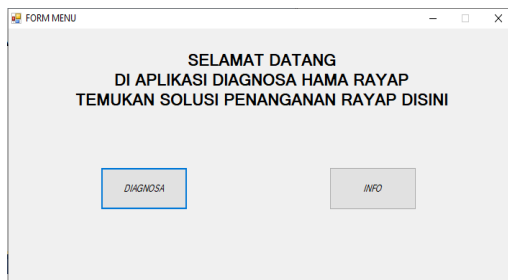 FORM MENU
SELAMAT DATANG
DI APLIKASI DIAGNOSA HAMA RAYAP
TEMUKAN SOLUSI PENANGANAN RAYAP DISINI
DIAGNOSA
INFO